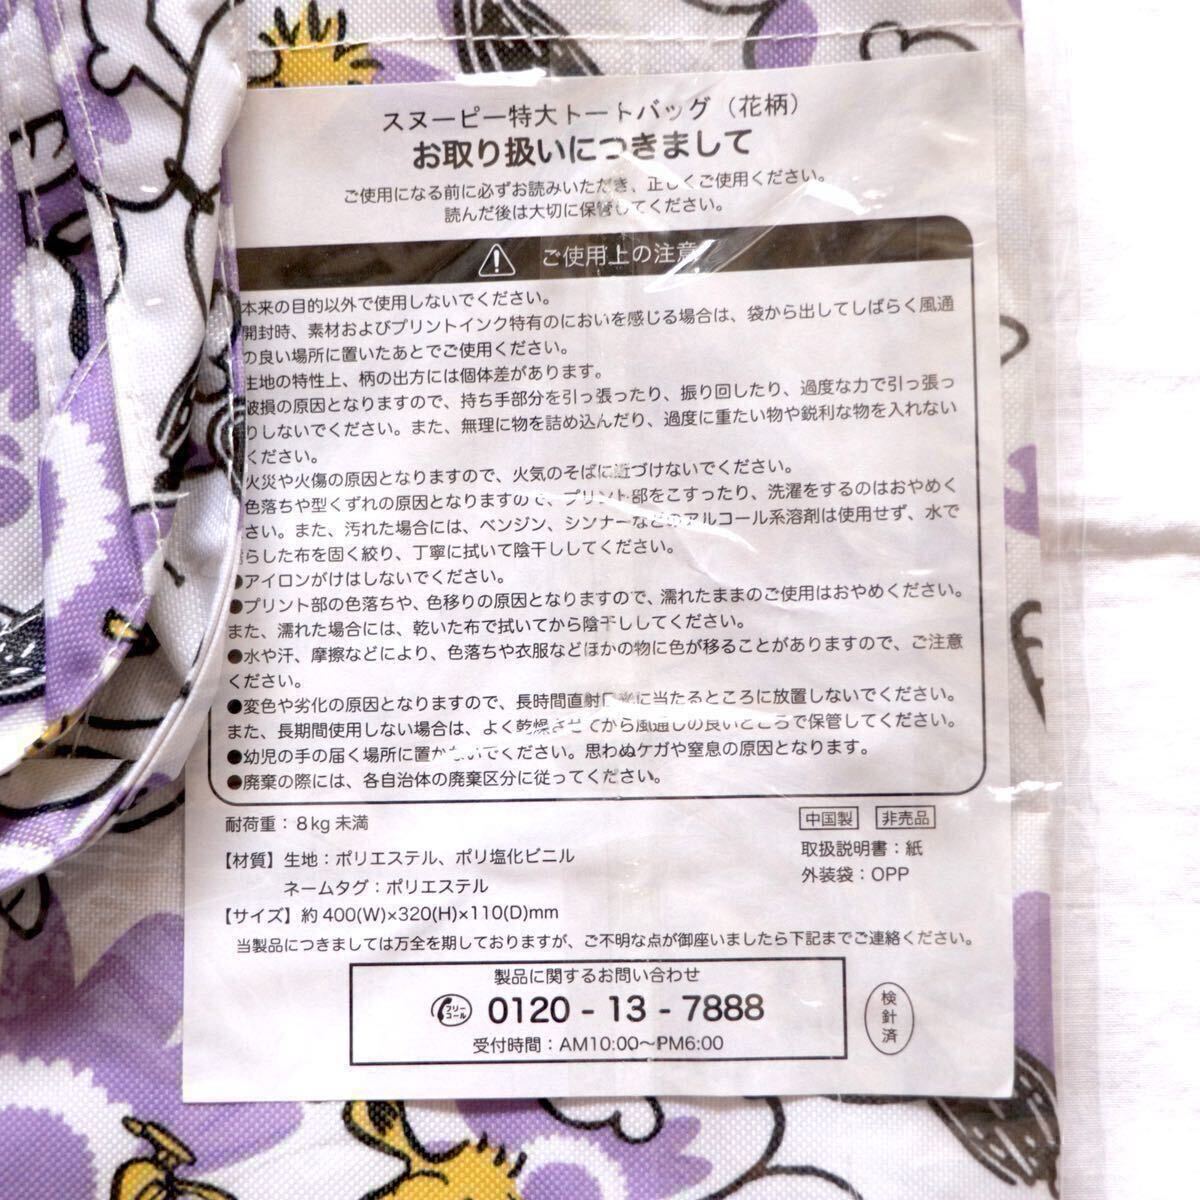 スヌーピー特大トートバッグ（花柄）
お取り扱いにつきまして
ご使用になる前に必ずお読みいただき、正しくご使用ください。
読んだ後は大切に保管してください。
ご使用上の注意
本来の目的以外で使用しないでください。
開封時、素材およびプリントインク特有のにおいを感じる場合は、袋から出してしばらく風通
の良い場所に置いたあとでご使用ください。
生地の特性上、柄の出方には個体差があります。
破損の原因となりますので、持ち手部分を引っ張ったり、振り回したり、過度な力で引っ張っ
りしないでください。また、無理に物を詰め込んだり、過度に重たい物や鋭利な物を入れない
ください。
火災や火傷の原因となりますので、火気のそばに近づけないでください。
色落ちや型くずれの原因となりますので、プリント部をこすったり、洗濯をするのはおやめく
さい。また、汚れた場合には、ベンジン、シンナーなどのアルコール系溶剤は使用せず、水で
らした布を固く絞り、丁寧に拭いて陰干ししてください。
●アイロンがけはしないでください。
●プリント部の色落ちや、色移りの原因となりますので、濡れたままのご使用はおやめください。
また、濡れた場合には、乾いた布で拭いてから陰干ししてください。
●水や汗、摩擦などにより、色落ちや衣服などほかの物に色が移ることがありますので、ご注意
ください。
●変色や劣化の原因となりますので、長時間直射日光に当たるところに放置しないでください。
また、長期間使用しない場合は、よく乾燥させてから風通しの良いところで保管してください。
●幼児の手の届く場所に置かないでください。思わぬケガや窒息の原因となります。
●廃棄の際には、各自治体の廃棄区分に従ってください。
耐荷重：8kg未満
中国製 非売品
【材質】生地：ポリエステル、ポリ塩化ビニル
取扱説明書：紙
ネームタグ：ポリエステル
外装袋：OPP
【サイズ】約400(W)×320(H)×110(D)mm
当製品につきましては万全を期しておりますが、ご不明な点が御座いましたら下記までご連絡ください。
製品に関するお問い合わせ
フリーコール 0120 - 13 - 7888
受付時間：AM10:00〜PM6:00
検針済